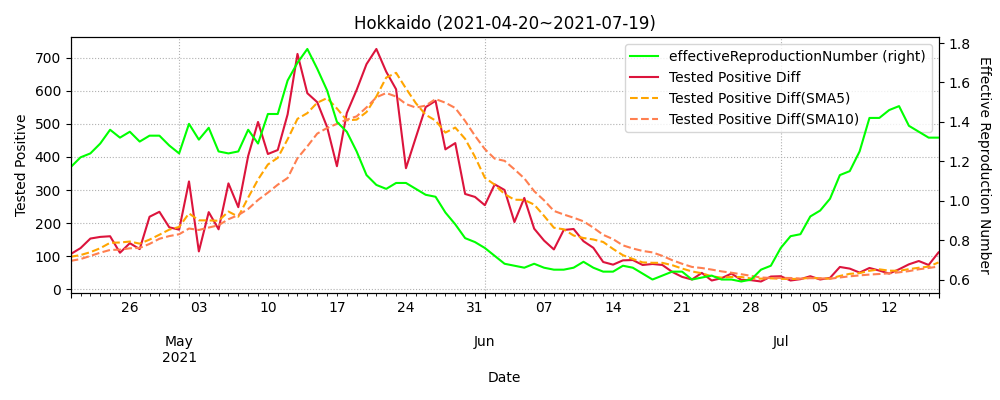 Hokkaido (2021-04-20~2021-07-19)
effectiveReproductionNumber (right)
Tested Positive Diff
Tested Positive Diff(SMA5)
Tested Positive Diff(SMA10)
Tested Positive
700
600
500
400
300
200
100
0
1.8
1.6
1.4
1.2
1.0
0.8
0.6
Effective Reproduction Number
26 03 10 17 24 31 07 14 21 28 05 12
May Jun Jul
2021
Date